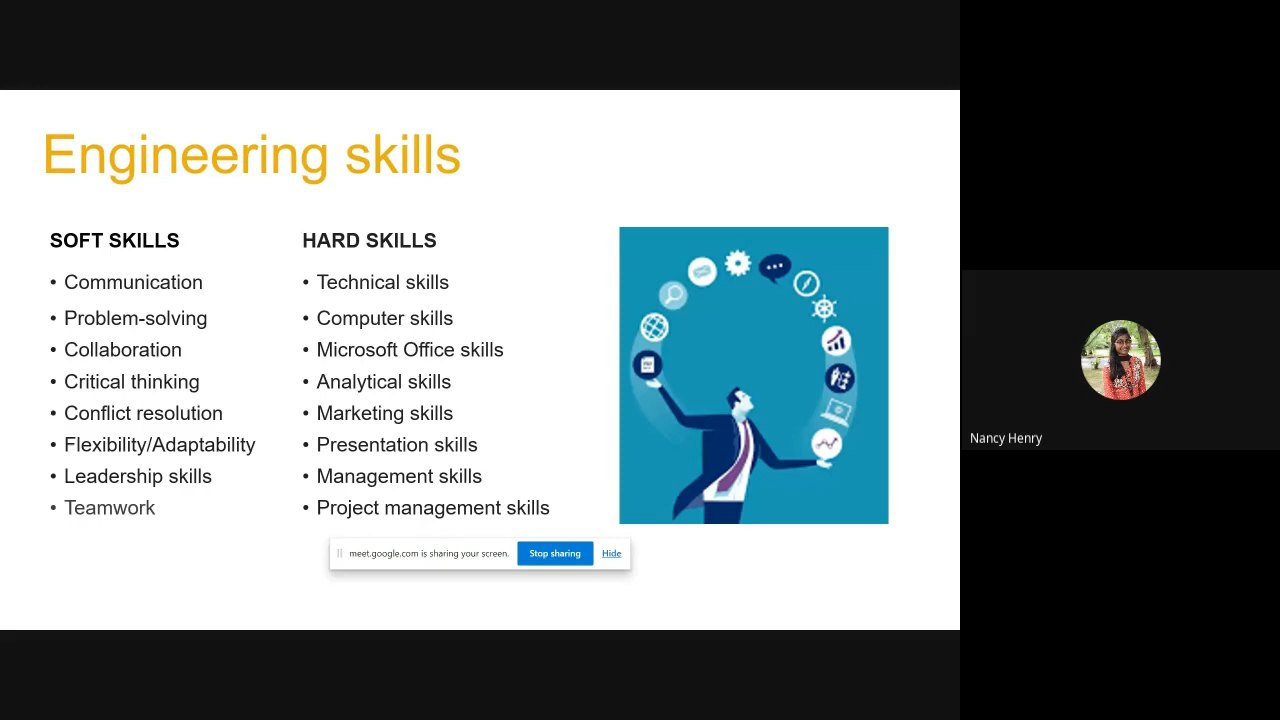 Engineering skills
SOFT SKILLS
• Communication
• Problem-solving
• Collaboration
• Critical thinking
• Conflict resolution
• Flexibility/Adaptability
• Leadership skills
• Teamwork
HARD SKILLS
• Technical skills
• Computer skills
• Microsoft Office skills
• Analytical skills
• Marketing skills
• Presentation skills
• Management skills
• Project management skills
meet.google.com is sharing your screen. Stop sharing Hide
Nancy Henry